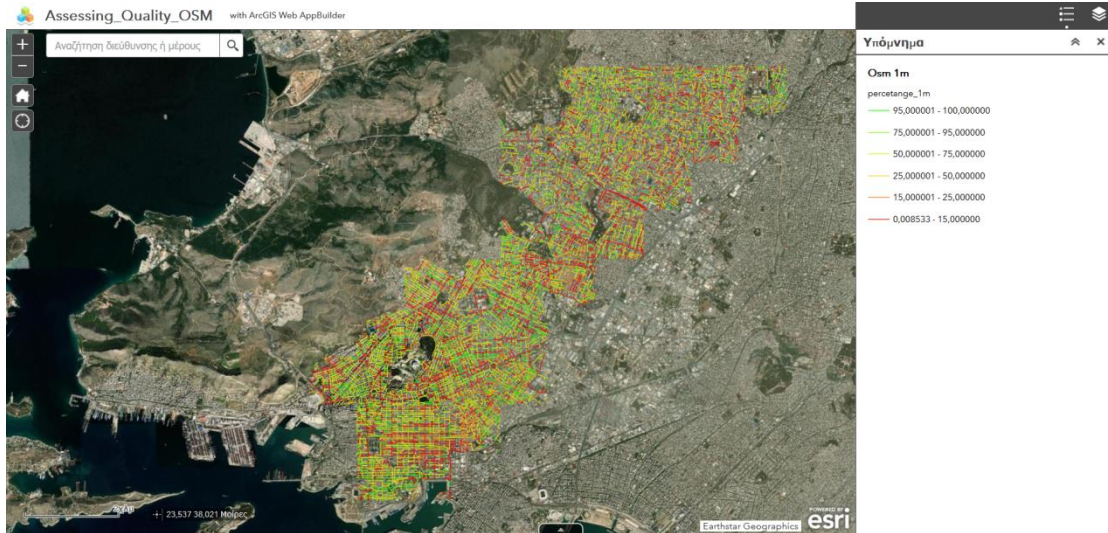 Assessing_Quality_OSM with ArcGIS Web AppBuilder
Αναζήτηση διεύθυνσης ή μέρους
Υπόμνημα
Osm 1m
percetange_1m
95,000001 - 100,000000
75,000001 - 95,000000
50,000001 - 75,000000
25,000001 - 50,000000
15,000001 - 25,000000
0,008533 - 15,000000
23,537 38,021 Μοίρες
Earthstar Geographics
POWERED BY
esri